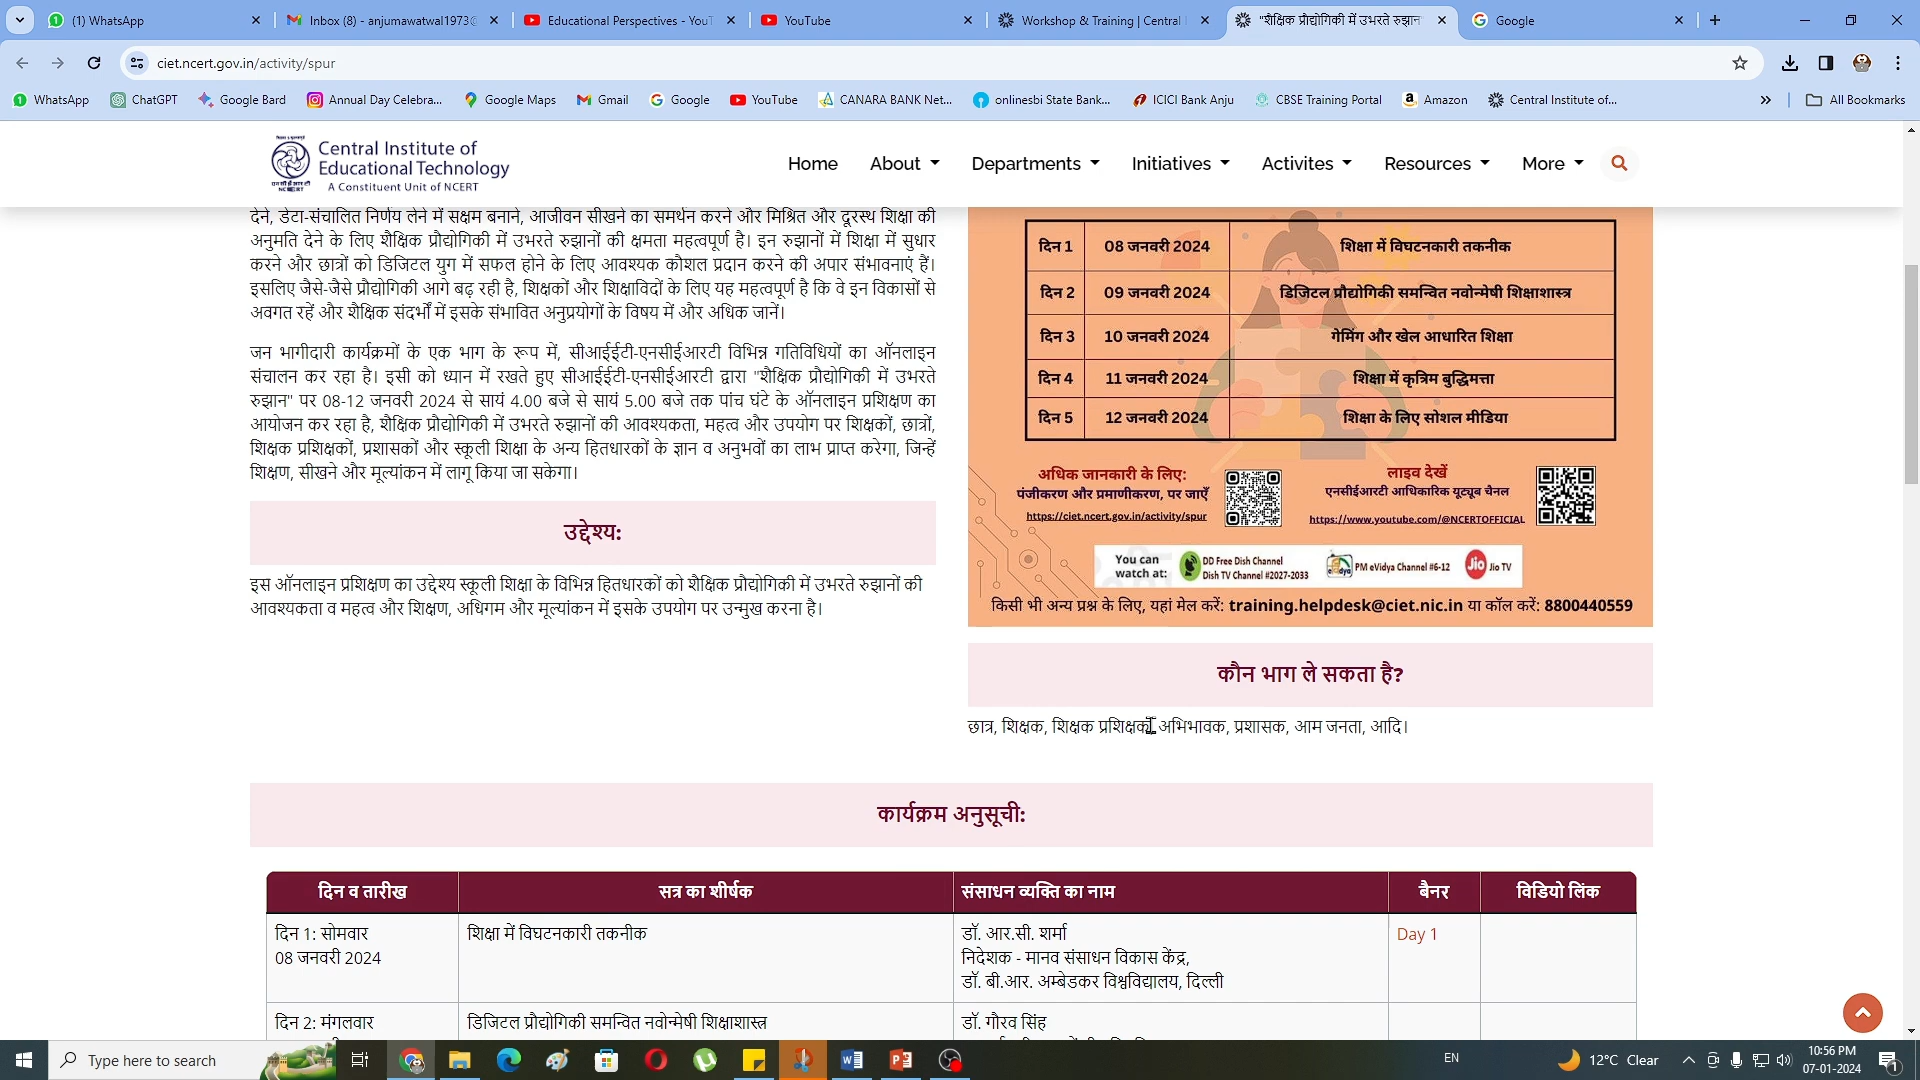 (1) WhatsApp
Inbox (8) - anjumawatwal1973@
Educational Perspectives - YouT
YouTube
Workshop & Training | Central
"शैक्षिक प्रौद्योगिकी में उभरते रुझान"
Google
ciet.ncert.gov.in/activity/spur
WhatsApp
ChatGPT
Google Bard
Annual Day Celebra...
Google Maps
Gmail
Google
YouTube
CANARA BANK Net...
onlinesbi State Bank...
ICICI Bank Anju
CBSE Training Portal
Amazon
Central Institute of...
All Bookmarks
Central Institute of
Educational Technology
A Constituent Unit of NCERT
Home
About
Departments
Initiatives
Activites
Resources
More
देने, डेटा-संचालित निर्णय लेने में सक्षम बनाने, आजीवन सीखने का समर्थन करने और मिश्रित और दूरस्थ शिक्षा की
अनुमति देने के लिए शैक्षिक प्रौद्योगिकी में उभरते रुझानों की क्षमता महत्वपूर्ण है। इन रुझानों में शिक्षा में सुधार
करने और छात्रों को डिजिटल युग में सफल होने के लिए आवश्यक कौशल प्रदान करने की अपार संभावनाएं हैं।
इसलिए जैसे-जैसे प्रौद्योगिकी आगे बढ़ रही है, शिक्षकों और शिक्षाविदों के लिए यह महत्वपूर्ण है कि वे इन विकासों से
अवगत रहें और शैक्षिक संदर्भों में इसके संभावित अनुप्रयोगों के विषय में और अधिक जानें।
जन भागीदारी कार्यक्रमों के एक भाग के रूप में, सीआईईटी-एनसीईआरटी विभिन्न गतिविधियों का ऑनलाइन
संचालन कर रहा है। इसी को ध्यान में रखते हुए सीआईईटी-एनसीईआरटी द्वारा "शैक्षिक प्रौद्योगिकी में उभरते
रुझान" पर 08-12 जनवरी 2024 से सायं 4.00 बजे से सायं 5.00 बजे तक पांच घंटे के ऑनलाइन प्रशिक्षण का
आयोजन कर रहा है, शैक्षिक प्रौद्योगिकी में उभरते रुझानों की आवश्यकता, महत्व और उपयोग पर शिक्षकों, छात्रों,
शिक्षक प्रशिक्षकों, प्रशासकों और स्कूली शिक्षा के अन्य हितधारकों के ज्ञान व अनुभवों का लाभ प्राप्त करेगा, जिन्हें
शिक्षण, सीखने और मूल्यांकन में लागू किया जा सकेगा।
उद्देश्य:
इस ऑनलाइन प्रशिक्षण का उद्देश्य स्कूली शिक्षा के विभिन्न हितधारकों को शैक्षिक प्रौद्योगिकी में उभरते रुझानों की
आवश्यकता व महत्व और शिक्षण, अधिगम और मूल्यांकन में इसके उपयोग पर उन्मुख करना है।
दिन 1 08 जनवरी 2024 शिक्षा में विघटनकारी तकनीक
दिन 2 09 जनवरी 2024 डिजिटल प्रौद्योगिकी समन्वित नवोन्मेषी शिक्षाशास्त्र
दिन 3 10 जनवरी 2024 गेमिंग और खेल आधारित शिक्षा
दिन 4 11 जनवरी 2024 शिक्षा में कृत्रिम बुद्धिमत्ता
दिन 5 12 जनवरी 2024 शिक्षा के लिए सोशल मीडिया
अधिक जानकारी के लिए:
पंजीकरण और प्रमाणीकरण, पर जाएँ
https://ciet.ncert.gov.in/activity/spur
लाइव देखें
एनसीईआरटी आधिकारिक यूट्यूब चैनल
https://www.youtube.com/@NCERTOFFICIAL
You can
watch at:
DD Free Dish Channel
Dish TV Channel #2027-2033
PM eVidya Channel #6-12
Jio
Jio TV
किसी भी अन्य प्रश्न के लिए, यहां मेल करें: training.helpdesk@ciet.nic.in या कॉल करें: 8800440559
कौन भाग ले सकता है?
छात्र, शिक्षक, शिक्षक प्रशिक्षक, अभिभावक, प्रशासक, आम जनता, आदि।
कार्यक्रम अनुसूची:
दिन व तारीख सत्र का शीर्षक संसाधन व्यक्ति का नाम बैनर विडियो लिंक
दिन 1: सोमवार शिक्षा में विघटनकारी तकनीक डॉ. आर.सी. शर्मा Day 1
08 जनवरी 2024 निदेशक - मानव संसाधन विकास केंद्र,
डॉ. बी.आर. अम्बेडकर विश्वविद्यालय, दिल्ली
दिन 2: मंगलवार डिजिटल प्रौद्योगिकी समन्वित नवोन्मेषी शिक्षाशास्त्र डॉ. गौरव सिंह
Type here to search
EN
12°C Clear
10:56 PM
07-01-2024